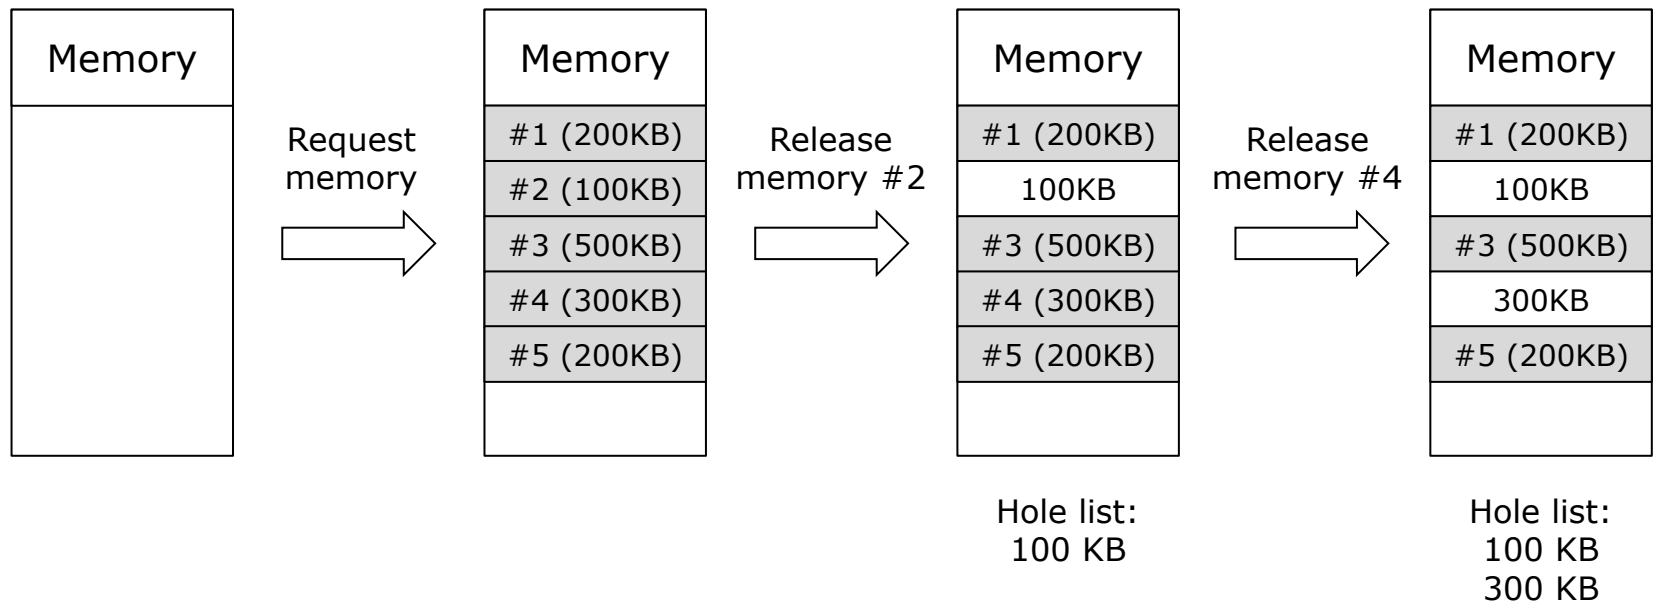 Memory
Request
memory
Memory
#1 (200KB)
#2 (100KB)
#3 (500KB)
#4 (300KB)
#5 (200KB)
Release
memory #2
Memory
#1 (200KB)
100KB
#3 (500KB)
#4 (300KB)
#5 (200KB)
Hole list:
100 KB
Release
memory #4
Memory
#1 (200KB)
100KB
#3 (500KB)
300KB
#5 (200KB)
Hole list:
100 KB
300 KB